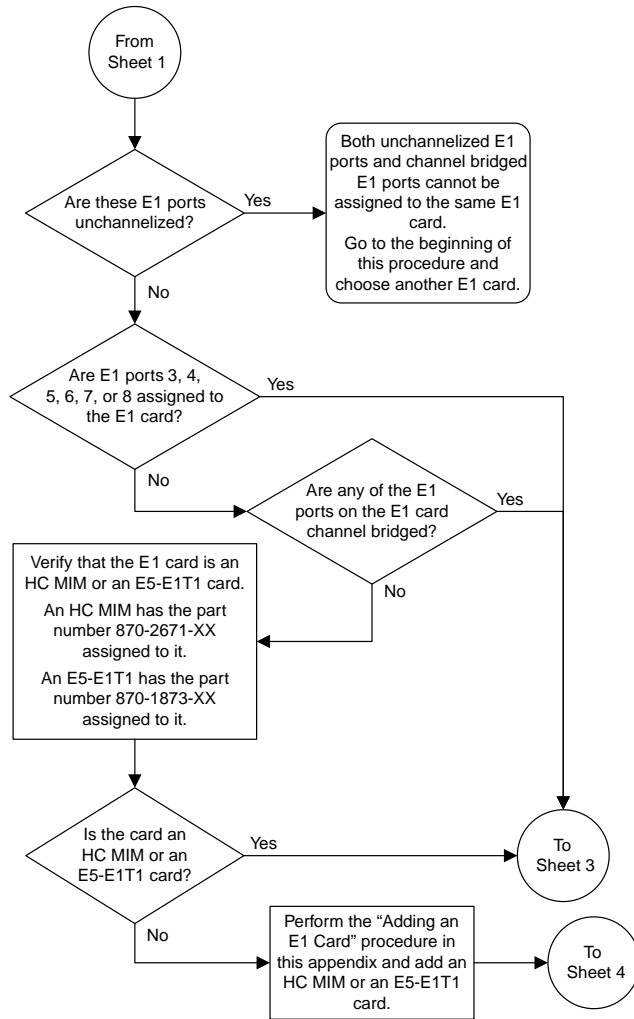 From
Sheet 1
Both unchannelized E1
ports and channel bridged
E1 ports cannot be
assigned to the same E1
card.
Go to the beginning of
this procedure and
choose another E1 card.
Are these E1 ports
unchannelized?
Yes
No
Are E1 ports 3, 4,
5, 6, 7, or 8 assigned to
the E1 card?
Yes
No
Are any of the E1
ports on the E1 card
channel bridged?
Yes
No
Verify that the E1 card is an
HC MIM or an E5-E1T1 card.
An HC MIM has the part
number 870-2671-XX
assigned to it.
An E5-E1T1 has the part
number 870-1873-XX
assigned to it.
Is the card an
HC MIM or an
E5-E1T1 card?
Yes
To
Sheet 3
No
Perform the “Adding an
E1 Card” procedure in
this appendix and add an
HC MIM or an E5-E1T1
card.
To
Sheet 4